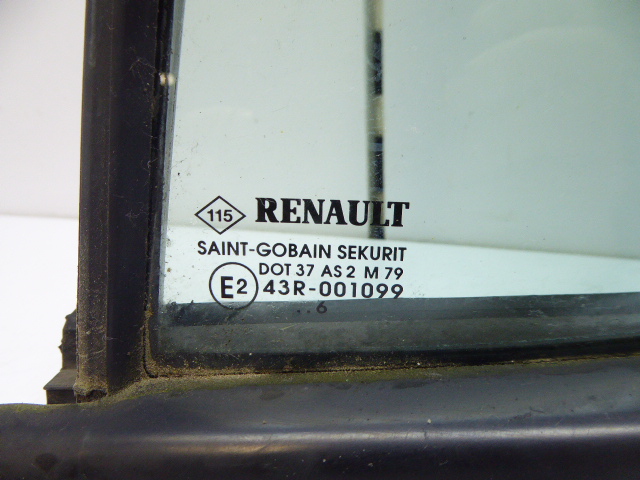 115 RENAULT
SAINT-GOBAIN SEKURIT
DOT 37 AS 2 M 79
E2 43R-001099
..6